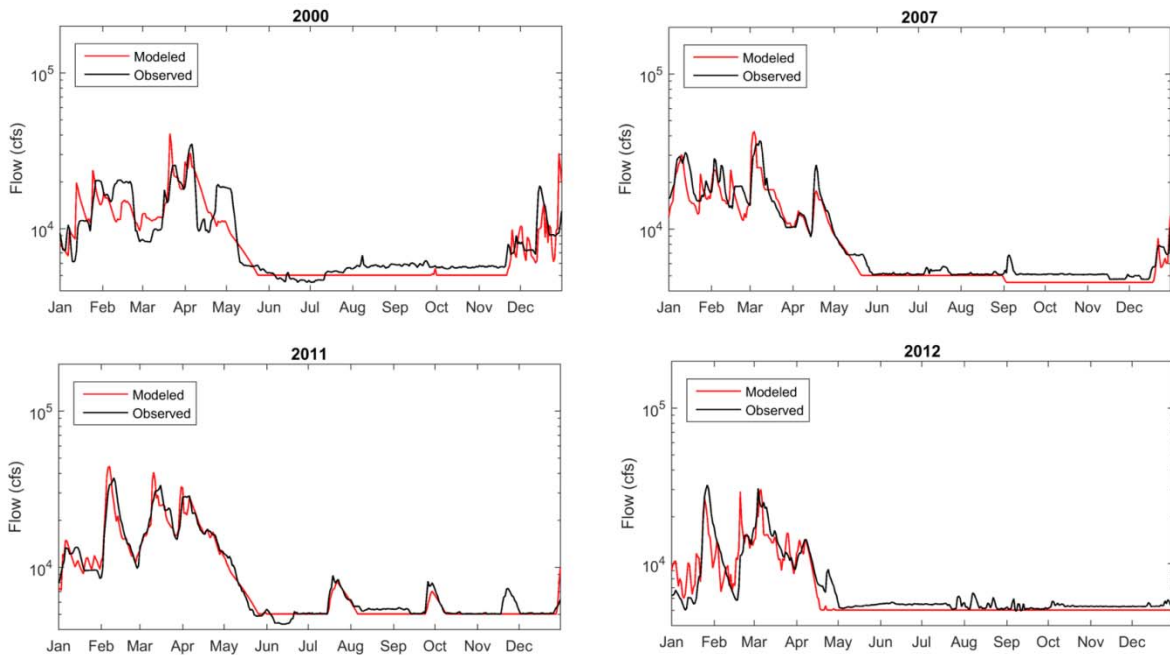 2000
Modeled
Observed
10^5
10^4
Flow (cfs)
Jan Feb Mar Apr May Jun Jul Aug Sep Oct Nov Dec
2007
Modeled
Observed
10^5
10^4
Flow (cfs)
Jan Feb Mar Apr May Jun Jul Aug Sep Oct Nov Dec
2011
Modeled
Observed
10^5
10^4
Flow (cfs)
Jan Feb Mar Apr May Jun Jul Aug Sep Oct Nov Dec
2012
Modeled
Observed
10^5
10^4
Flow (cfs)
Jan Feb Mar Apr May Jun Jul Aug Sep Oct Nov Dec